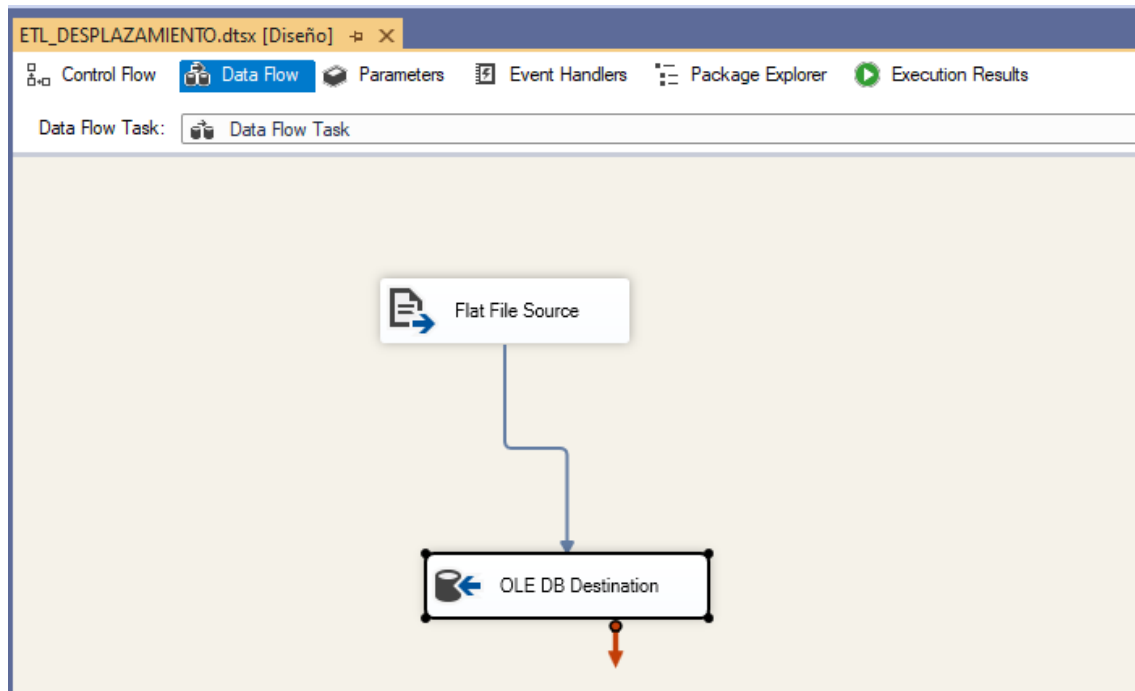 ETL_DESPLAZAMIENTO.dtsx [Diseño]
Control Flow Data Flow Parameters Event Handlers Package Explorer Execution Results
Data Flow Task: Data Flow Task
Flat File Source
OLE DB Destination